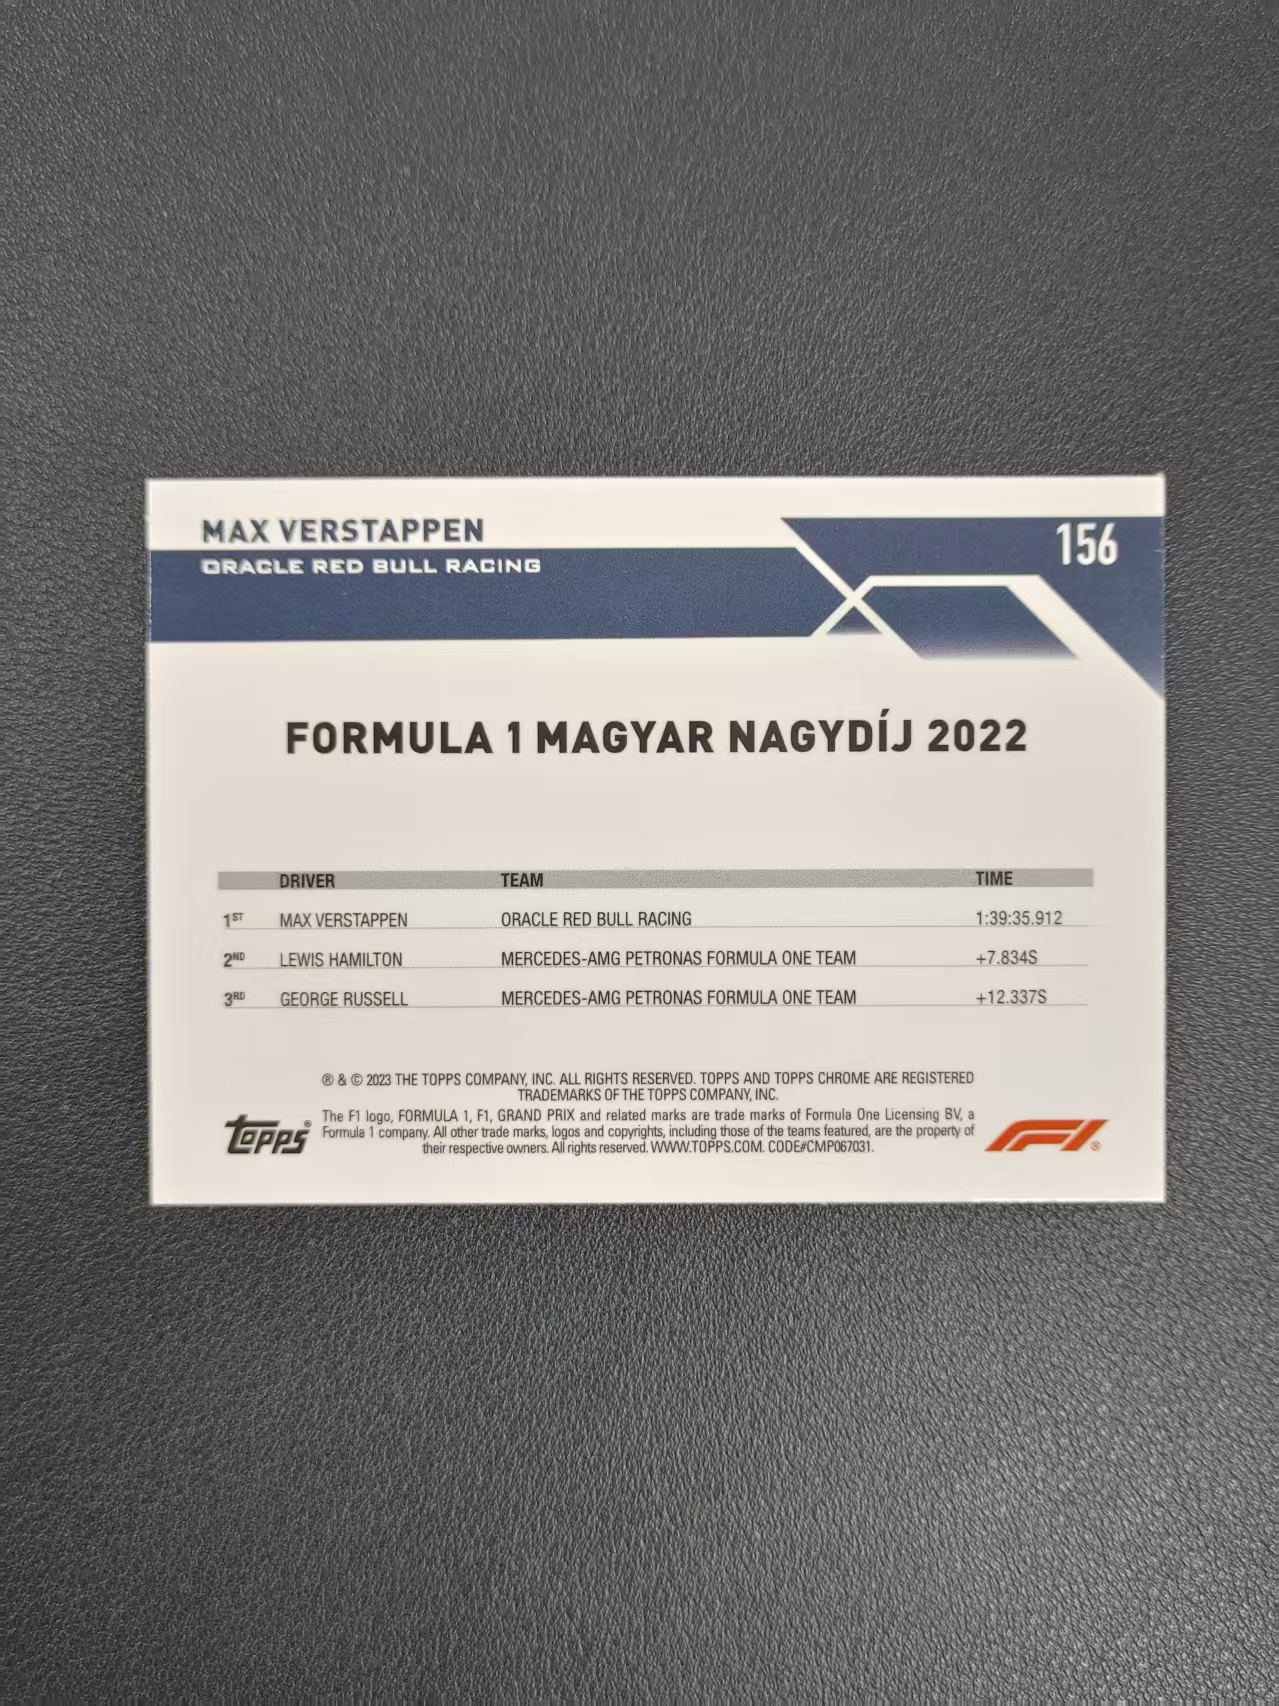 MAX VERSTAPPEN
156
ORACLE RED BULL RACING
FORMULA 1 MAGYAR NAGYDÍJ 2022
DRIVER TEAM TIME
1ST MAX VERSTAPPEN ORACLE RED BULL RACING 1:39:35.912
2ND LEWIS HAMILTON MERCEDES-AMG PETRONAS FORMULA ONE TEAM +7.834S
3RD GEORGE RUSSELL MERCEDES-AMG PETRONAS FORMULA ONE TEAM +12.337S
® & © 2023 THE TOPPS COMPANY, INC. ALL RIGHTS RESERVED. TOPPS AND TOPPS CHROME ARE REGISTERED
TRADEMARKS OF THE TOPPS COMPANY, INC.
The F1 logo, FORMULA 1, F1, GRAND PRIX and related marks are trade marks of Formula One Licensing BV, a
Formula 1 company. All other trade marks, logos and copyrights, including those of the teams featured, are the property of
their respective owners. All rights reserved. WWW.TOPPS.COM. CODE#CMP067031.
topps®
F1®